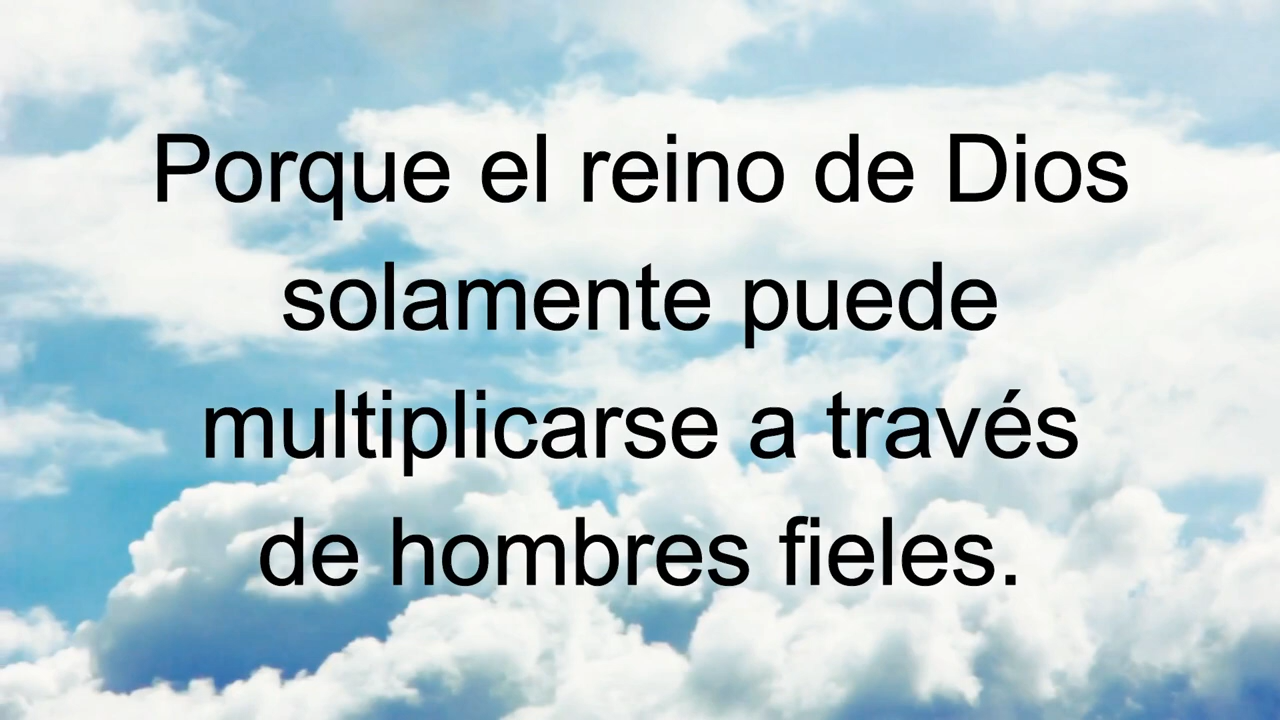 Porque el reino de Dios
solamente puede
multiplicarse a través
de hombres fieles.